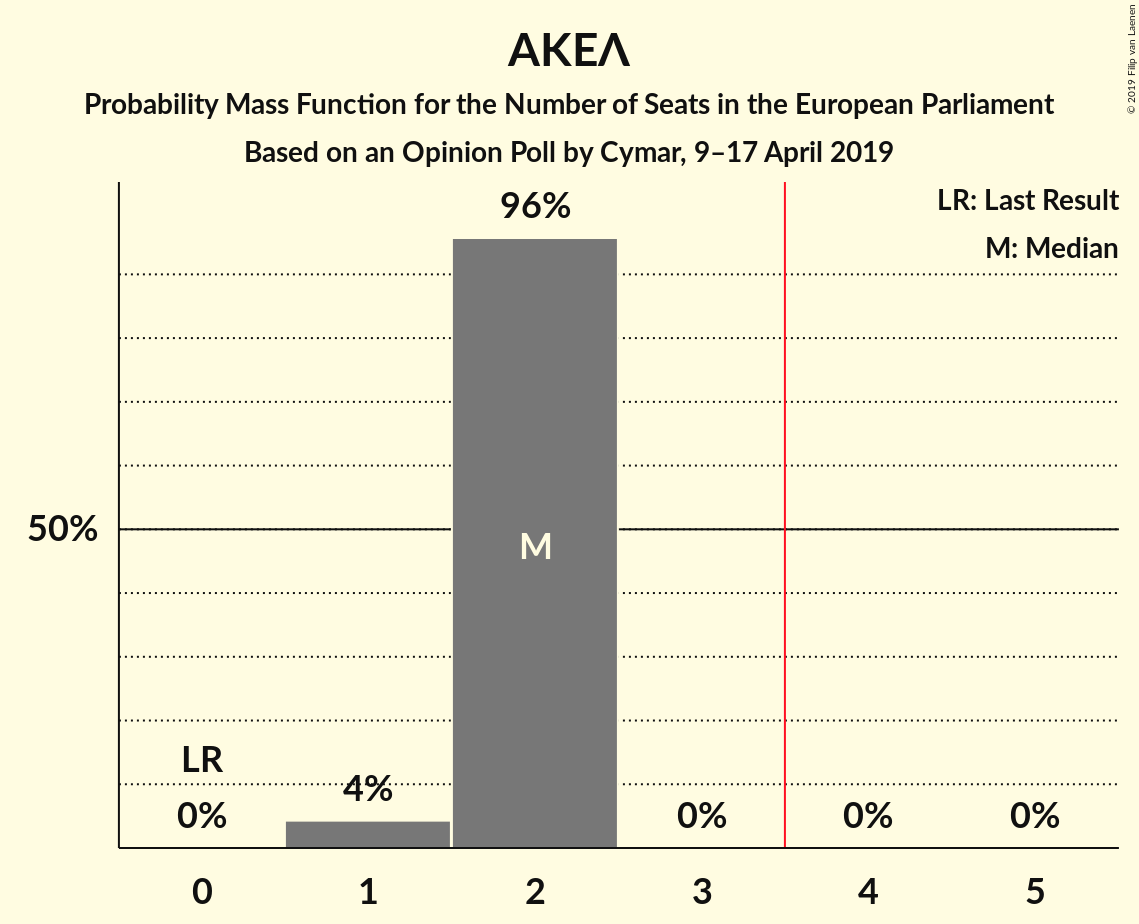 ΑΚΕΛ
Probability Mass Function for the Number of Seats in the European Parliament
Based on an Opinion Poll by Cymar, 9–17 April 2019
© 2019 Filip van Laenen
LR: Last Result
M: Median
96%
50%
M
LR
0%
4%
0%
0%
0%
0 1 2 3 4 5